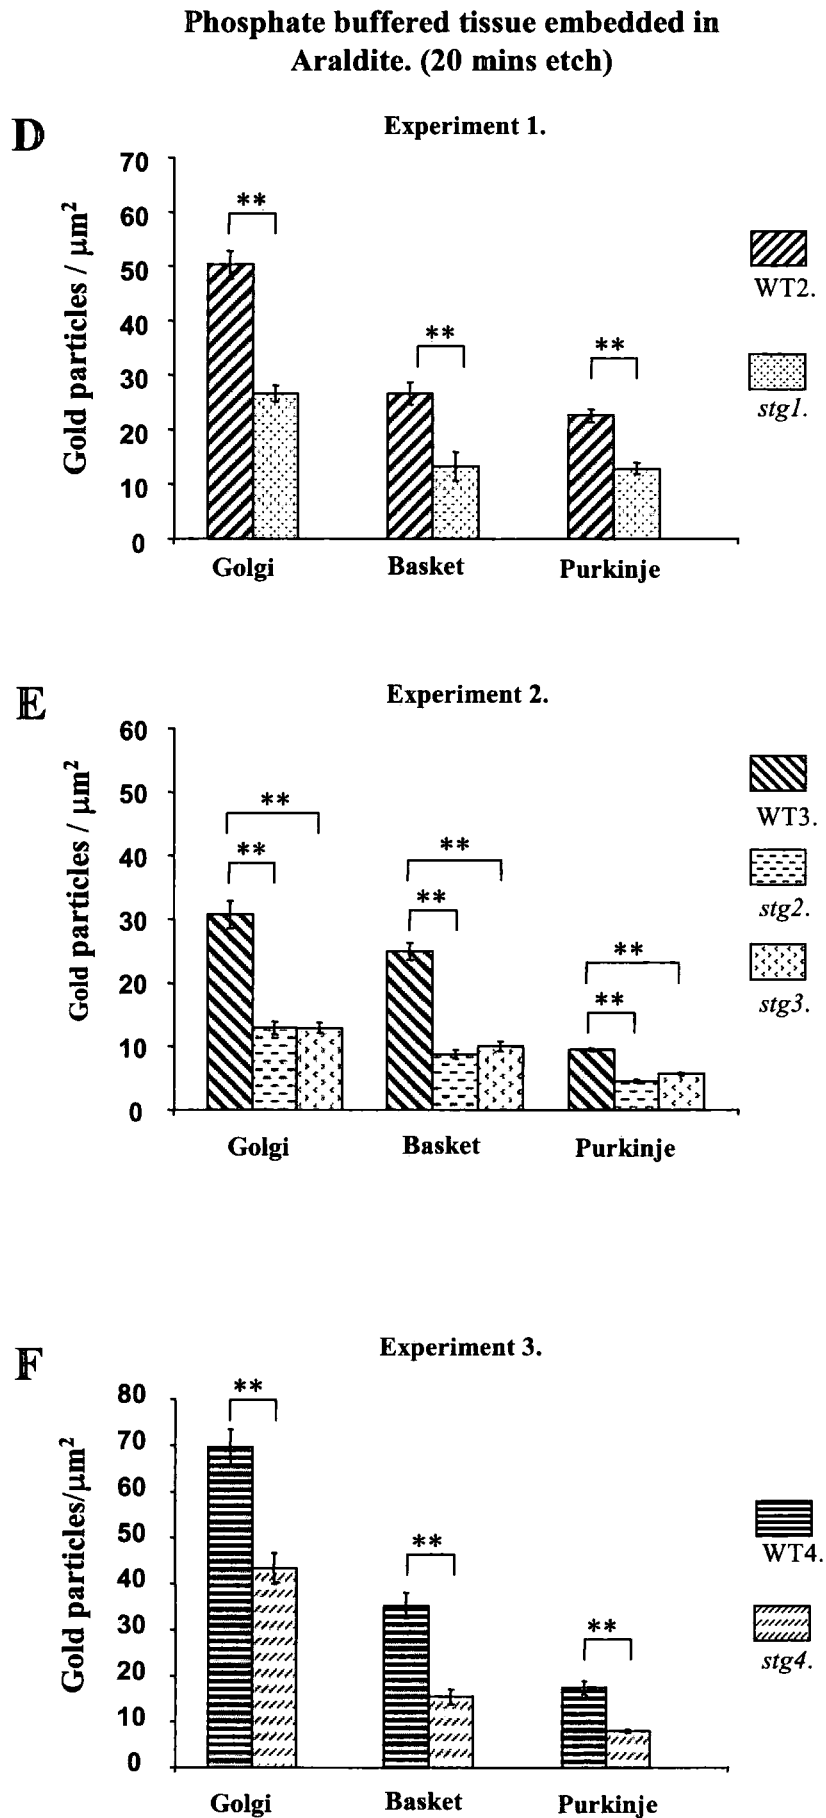 Phosphate buffered tissue embedded in
Araldite. (20 mins etch)
D
Experiment 1.
Gold particles / μm²
70
60
50
40
30
20
10
0
**
**
**
Golgi
Basket
Purkinje
WT2.
stg1.
E
Experiment 2.
Gold particles / μm²
60
50
40
30
20
10
0
**
**
**
**
**
**
Golgi
Basket
Purkinje
WT3.
stg2.
stg3.
F
Experiment 3.
Gold particles/μm²
80
70
60
50
40
30
20
10
0
**
**
**
Golgi
Basket
Purkinje
WT4.
stg4.